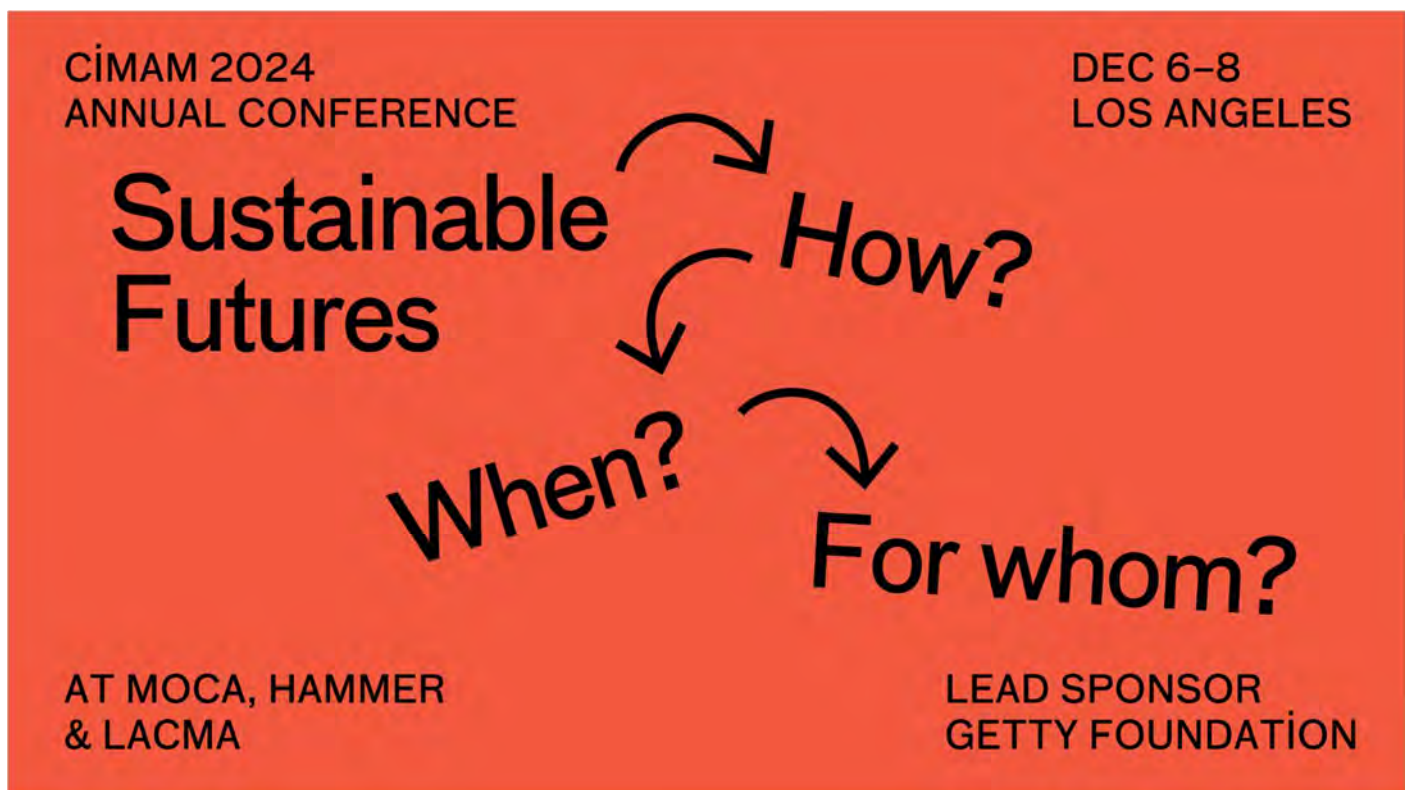 CİMAM 2024
ANNUAL CONFERENCE
DEC 6–8
LOS ANGELES
Sustainable
Futures
How?
When?
For whom?
AT MOCA, HAMMER
& LACMA
LEAD SPONSOR
GETTY FOUNDATİON